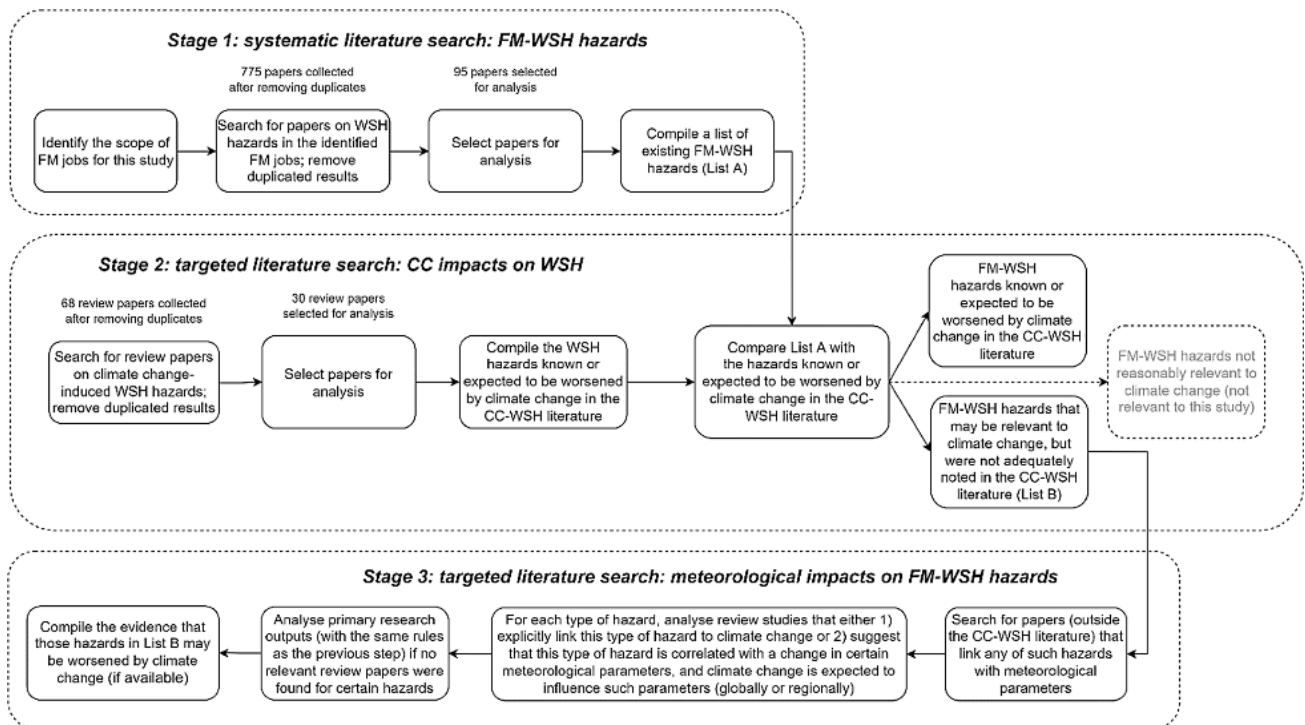 Stage 1: systematic literature search: FM-WSH hazards
775 papers collected
after removing duplicates
95 papers selected
for analysis
Identify the scope of
FM jobs for this study
Search for papers on WSH
hazards in the identified
FM jobs; remove
duplicated results
Select papers for
analysis
Compile a list of
existing FM-WSH
hazards (List A)
Stage 2: targeted literature search: CC impacts on WSH
68 review papers collected
after removing duplicates
30 review papers
selected for analysis
Search for review papers
on climate change-
induced WSH hazards;
remove duplicated results
Select papers for
analysis
Compile the WSH
hazards known or
expected to be worsened
by climate change in the
CC-WSH literature
Compare List A with
the hazards known or
expected to be worsened by
climate change in the CC-
WSH literature
FM-WSH
hazards known or
expected to be
worsened by climate
change in the CC-WSH
literature
FM-WSH hazards not
reasonably relevant to
climate change (not
relevant to this study)
FM-WSH hazards that
may be relevant to
climate change, but
were not adequately
noted in the CC-WSH
literature (List B)
Stage 3: targeted literature search: meteorological impacts on FM-WSH hazards
Compile the evidence that
those hazards in List B may
be worsened by climate
change (if available)
Analyse primary research
outputs (with the same rules
as the previous step) if no
relevant review papers were
found for certain hazards
For each type of hazard, analyse review studies that either 1)
explicitly link this type of hazard to climate change or 2) suggest
that this type of hazard is correlated with a change in certain
meteorological parameters, and climate change is expected to
influence such parameters (globally or regionally)
Search for papers (outside
the CC-WSH literature) that
link any of such hazards
with meteorological
parameters